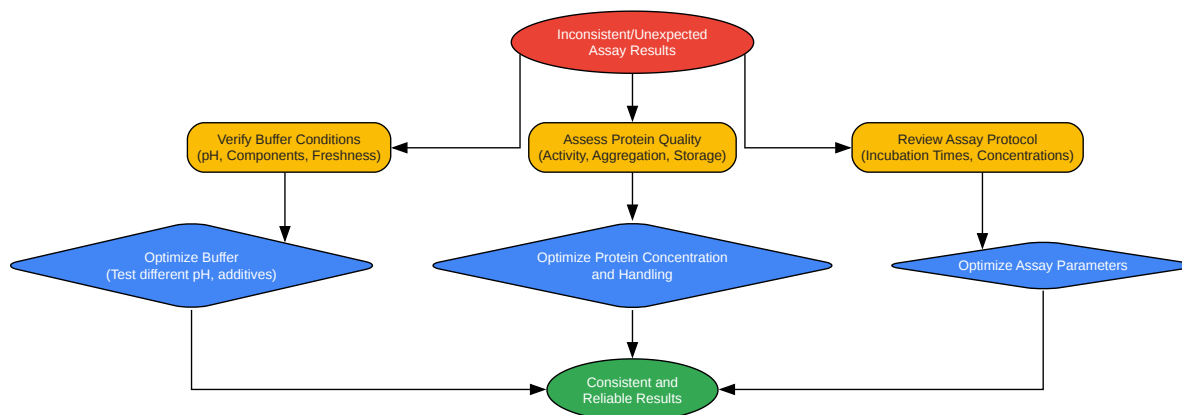 Inconsistent/Unexpected
Assay Results
Verify Buffer Conditions
(pH, Components, Freshness)
Assess Protein Quality
(Activity, Aggregation, Storage)
Review Assay Protocol
(Incubation Times, Concentrations)
Optimize Buffer
(Test different pH, additives)
Optimize Protein Concentration
and Handling
Optimize Assay Parameters
Consistent and
Reliable Results